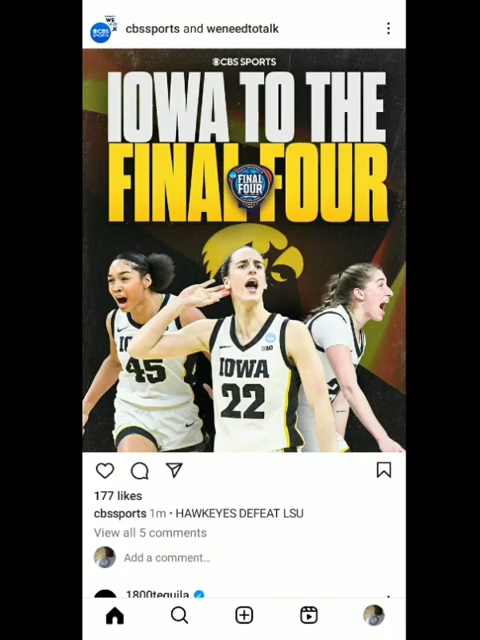 cbssports and weneedtotalk
CBS SPORTS
IOWA TO THE
FINAL FOUR
FINAL
FOUR
IOWA
45
22
177 likes
cbssports 1m • HAWKEYES DEFEAT LSU
View all 5 comments
Add a comment...
1800tequila